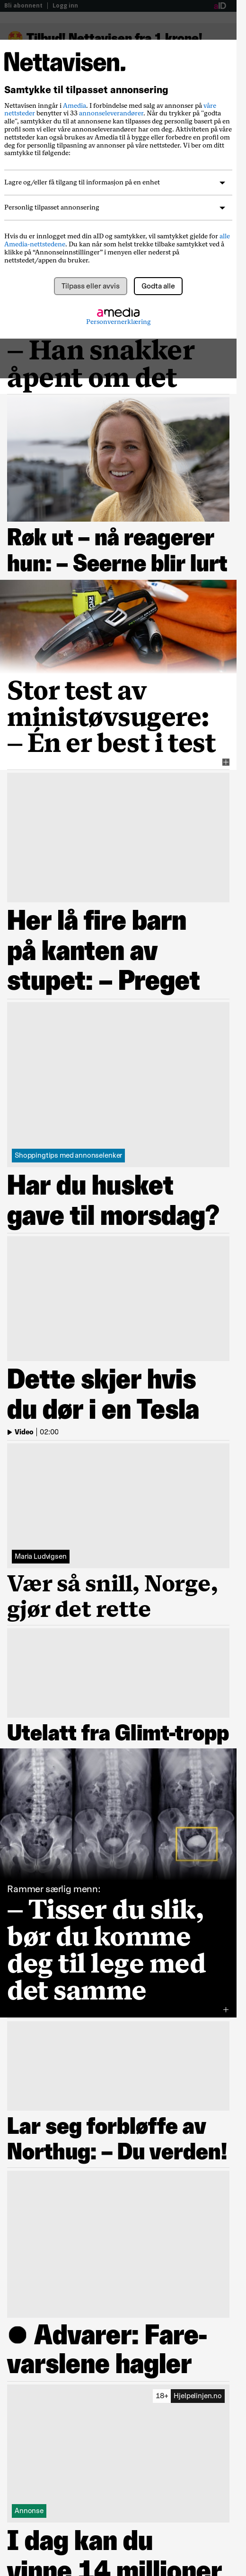 Bli abonnent | Logg inn
aID
Tilbud! Nettavisen fra 1 krone!
Nettavisen.
Samtykke til tilpasset annonsering
Nettavisen inngår i Amedia. I forbindelse med salg av annonser på våre
nettsteder benytter vi 33 annonseleverandører. Når du trykker på "godta
alle", samtykker du til at annonsene kan tilpasses deg personlig basert på en
profil som vi eller våre annonseleverandører har om deg. Aktiviteten på våre
nettsteder kan også brukes av Amedia til å bygge eller forbedre en profil om
deg for personlig tilpasning av annonser på våre nettsteder. Vi ber om ditt
samtykke til følgende:
Lagre og/eller få tilgang til informasjon på en enhet
Personlig tilpasset annonsering
Hvis du er innlogget med din aID og samtykker, vil samtykket gjelde for alle
Amedia-nettstedene. Du kan når som helst trekke tilbake samtykket ved å
klikke på “Annonseinnstillinger” i menyen eller nederst på
nettstedet/appen du bruker.
Tilpass eller avvis
Godta alle
amedia
Personvernerklæring
– Han snakker
åpent om det
Røk ut – nå reagerer
hun: – Seerne blir lurt
RYOBI
Stor test av
ministøvsugere:
– Én er best i test
Her lå fire barn
på kanten av
stupet: – Preget
Shoppingtips med annonselenker
Har du husket
gave til morsdag?
Dette skjer hvis
du dør i en Tesla
Video | 02:00
Maria Ludvigsen
Vær så snill, Norge,
gjør det rette
Utelatt fra Glimt-tropp
Rammer særlig menn:
– Tisser du slik,
bør du komme
deg til lege med
det samme
Lar seg forbløffe av
Northug: – Du verden!
● Advarer: Fare-
varslene hagler
18+ Hjelpelinjen.no
Annonse
I dag kan du
vinne 14 millioner